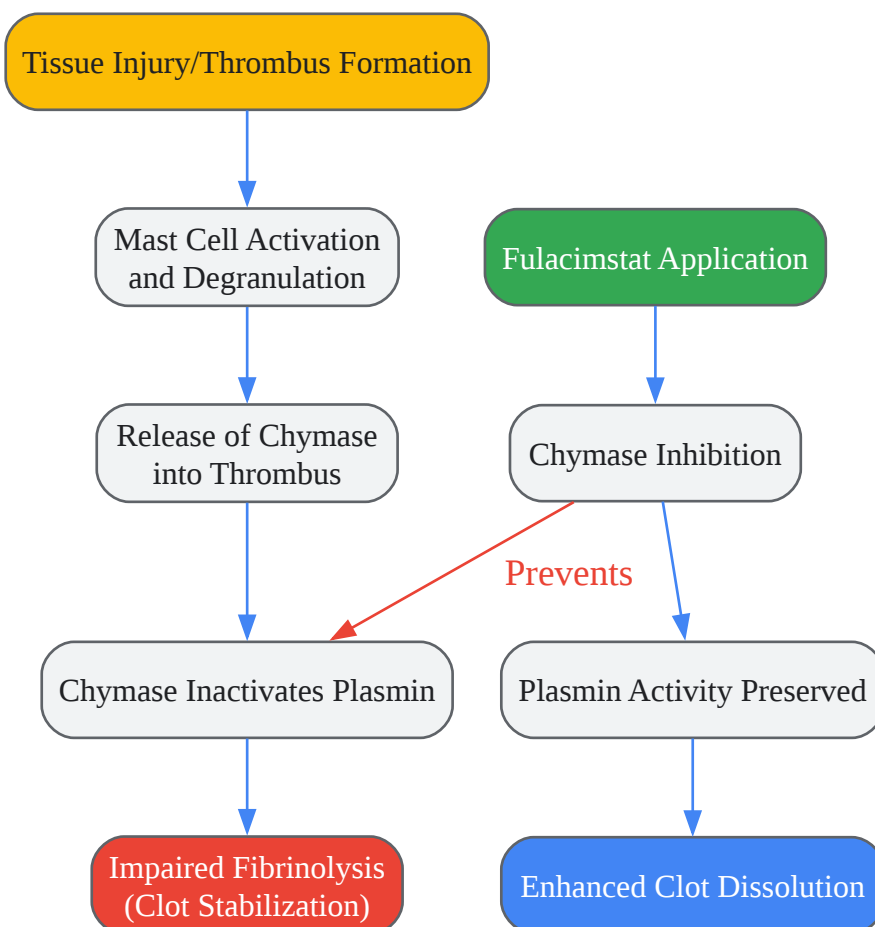 Tissue Injury/Thrombus Formation
Mast Cell Activation
and Degranulation
Fulacimstat Application
Release of Chymase
into Thrombus
Chymase Inhibition
Prevents
Chymase Inactivates Plasmin
Plasmin Activity Preserved
Impaired Fibrinolysis
(Clot Stabilization)
Enhanced Clot Dissolution